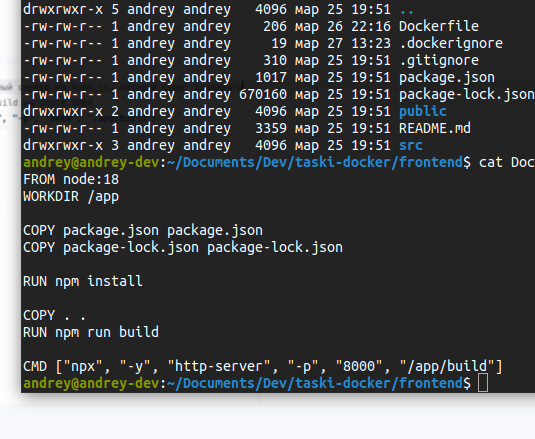 drwxrwxr-x 5 andrey andrey 4096 мар 25 19:51 ..
-rw-rw-r-- 1 andrey andrey 206 мар 26 22:16 Dockerfile
-rw-rw-r-- 1 andrey andrey 19 мар 27 13:23 .dockerignore
-rw-rw-r-- 1 andrey andrey 310 мар 25 19:51 .gitignore
-rw-rw-r-- 1 andrey andrey 1017 мар 25 19:51 package.json
-rw-rw-r-- 1 andrey andrey 670160 мар 25 19:51 package-lock.json
drwxrwxr-x 2 andrey andrey 4096 мар 25 19:51 public
-rw-rw-r-- 1 andrey andrey 3359 мар 25 19:51 README.md
drwxrwxr-x 3 andrey andrey 4096 мар 25 19:51 src
andrey@andrey-dev:~/Documents/Dev/taski-docker/frontend$ cat Doc
FROM node:18
WORKDIR /app
COPY package.json package.json
COPY package-lock.json package-lock.json
RUN npm install
COPY . .
RUN npm run build
CMD ["npx", "-y", "http-server", "-p", "8000", "/app/build"]
andrey@andrey-dev:~/Documents/Dev/taski-docker/frontend$